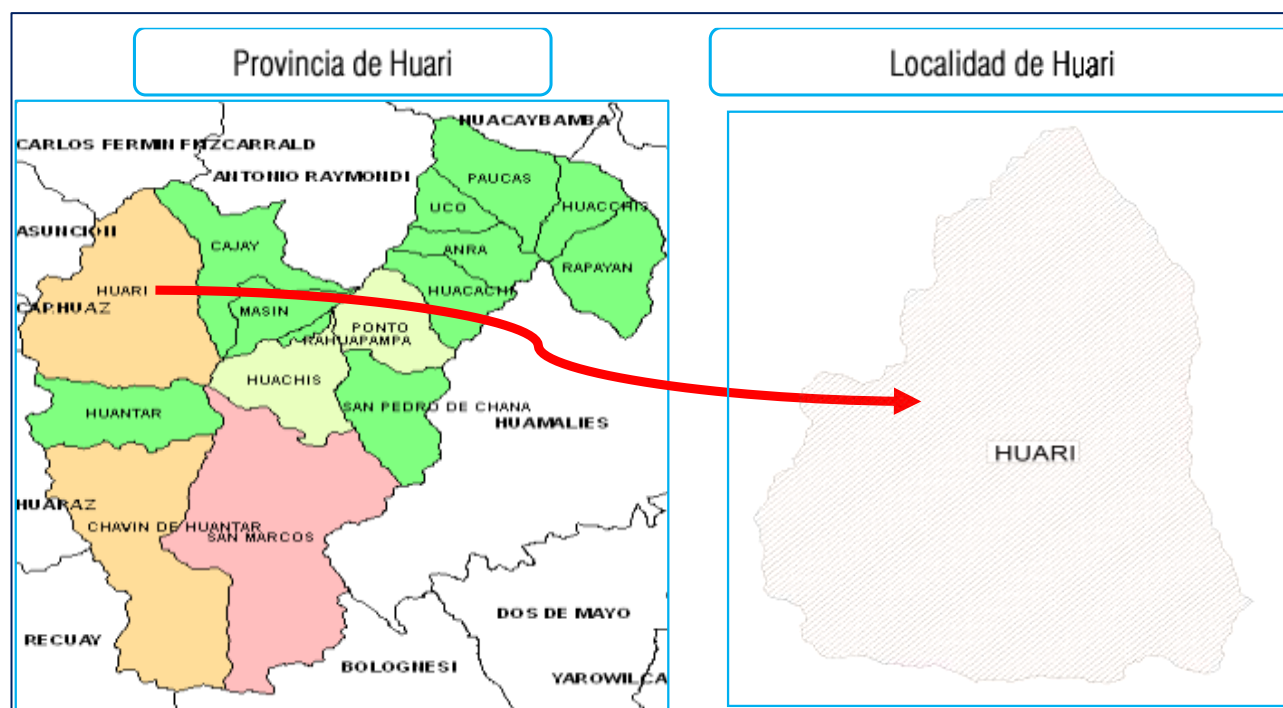 Provincia de Huari
Localidad de Huari
HUACAYBAMBA
CARLOS FERMIN FITZCARRALD
ANTONIO RAYMONDI
PAUCAS
UCO
HUACCHIS
ASUNCION
CAJAY
ANRA
RAPAYAN
HUARI
HUACACHI
CARHUAZ
MASIN
PONTO
RAHUAPAMPA
HUACHIS
HUANTAR
SAN PEDRO DE CHANA
HUAMALIES
HUARI
HUARAZ
CHAVIN DE HUANTAR
SAN MARCOS
DOS DE MAYO
RECUAY
BOLOGNESI
YAROWILCA